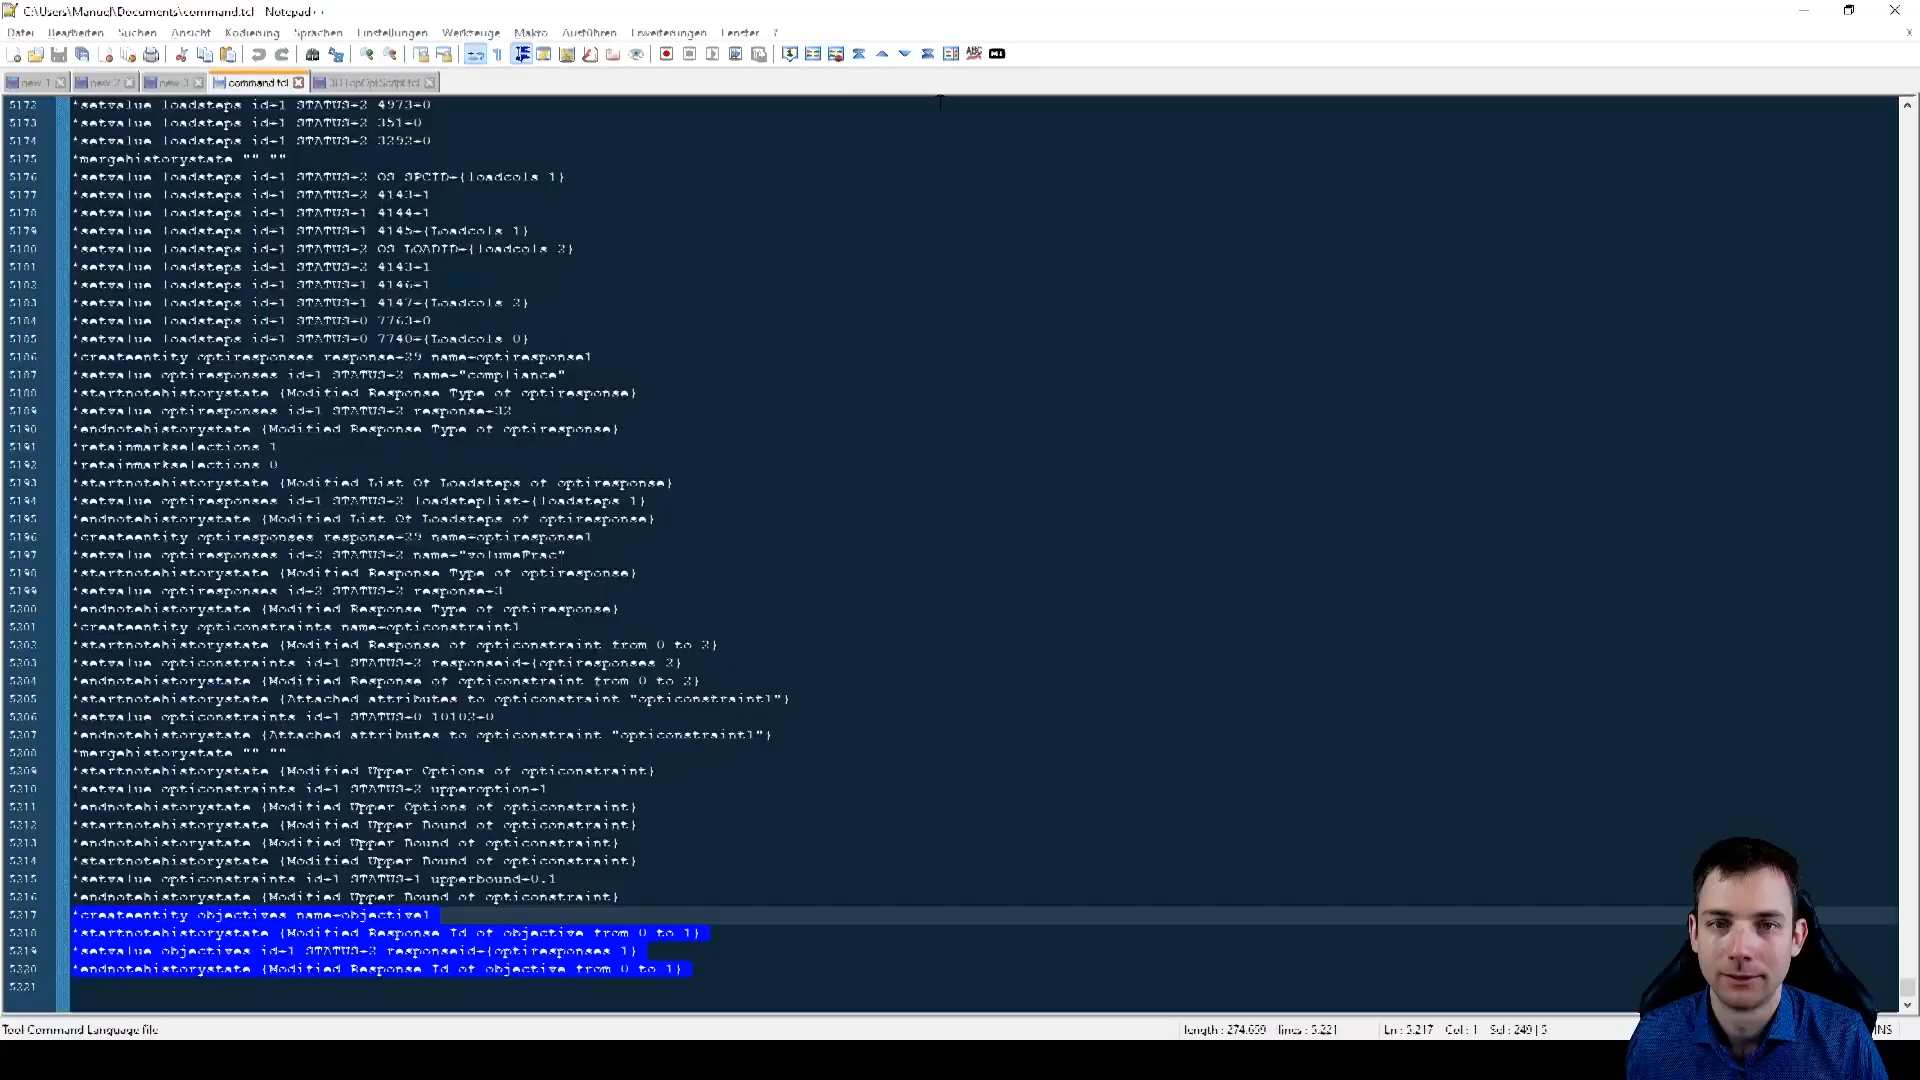 C:\Users\Manuel\Documents\command.tcl - Notepad++
Datei Bearbeiten Suchen Ansicht Kodierung Sprachen Einstellungen Werkzeuge Makro Ausführen Erweiterungen Fenster ?
new 1 new 2 new 3 command.tcl 3DTopOptScript.tcl
5172 *setvalue loadsteps id=1 STATUS=2 4973=0
5173 *setvalue loadsteps id=1 STATUS=2 351=0
5174 *setvalue loadsteps id=1 STATUS=2 3292=0
5175 *mergehistorystate "" ""
5176 *setvalue loadsteps id=1 STATUS=2 OS_SPCID={loadcols 1}
5177 *setvalue loadsteps id=1 STATUS=2 4143=1
5178 *setvalue loadsteps id=1 STATUS=1 4144=1
5179 *setvalue loadsteps id=1 STATUS=1 4145={Loadcols 1}
5180 *setvalue loadsteps id=1 STATUS=2 OS_LOADID={loadcols 2}
5181 *setvalue loadsteps id=1 STATUS=2 4143=1
5182 *setvalue loadsteps id=1 STATUS=1 4146=1
5183 *setvalue loadsteps id=1 STATUS=1 4147={Loadcols 2}
5184 *setvalue loadsteps id=1 STATUS=0 7763=0
5185 *setvalue loadsteps id=1 STATUS=0 7740={Loadcols 0}
5186 *createentity optiresponses response=29 name=optiresponse1
5187 *setvalue optiresponses id=1 STATUS=2 name="compliance"
5188 *startnotehistorystate {Modified Response Type of optiresponse}
5189 *setvalue optiresponses id=1 STATUS=2 response=32
5190 *endnotehistorystate {Modified Response Type of optiresponse}
5191 *retainmarkselections 1
5192 *retainmarkselections 0
5193 *startnotehistorystate {Modified List Of Loadsteps of optiresponse}
5194 *setvalue optiresponses id=1 STATUS=2 loadsteplist={loadsteps 1}
5195 *endnotehistorystate {Modified List Of Loadsteps of optiresponse}
5196 *createentity optiresponses response=29 name=optiresponse1
5197 *setvalue optiresponses id=2 STATUS=2 name="volumeFrac"
5198 *startnotehistorystate {Modified Response Type of optiresponse}
5199 *setvalue optiresponses id=2 STATUS=2 response=3
5200 *endnotehistorystate {Modified Response Type of optiresponse}
5201 *createentity opticonstraints name=opticonstraint1
5202 *startnotehistorystate {Modified Response of opticonstraint from 0 to 2}
5203 *setvalue opticonstraints id=1 STATUS=2 responseid={optiresponses 2}
5204 *endnotehistorystate {Modified Response of opticonstraint from 0 to 2}
5205 *startnotehistorystate {Attached attributes to opticonstraint "opticonstraint1"}
5206 *setvalue opticonstraints id=1 STATUS=0 10102=0
5207 *endnotehistorystate {Attached attributes to opticonstraint "opticonstraint1"}
5208 *mergehistorystate "" ""
5209 *startnotehistorystate {Modified Upper Options of opticonstraint}
5210 *setvalue opticonstraints id=1 STATUS=2 upperoption=1
5211 *endnotehistorystate {Modified Upper Options of opticonstraint}
5212 *startnotehistorystate {Modified Upper Bound of opticonstraint}
5213 *endnotehistorystate {Modified Upper Bound of opticonstraint}
5214 *startnotehistorystate {Modified Upper Bound of opticonstraint}
5215 *setvalue opticonstraints id=1 STATUS=1 upperbound=0.1
5216 *endnotehistorystate {Modified Upper Bound of opticonstraint}
5217 *createentity objectives name=objective1
5218 *startnotehistorystate {Modified Response Id of objective from 0 to 1}
5219 *setvalue objectives id=1 STATUS=2 responseid={optiresponses 1}
5220 *endnotehistorystate {Modified Response Id of objective from 0 to 1}
5221
Tool Command Language file length : 274.659 lines : 5.221 Ln : 5.217 Col : 1 Sel : 249 | 5 INS